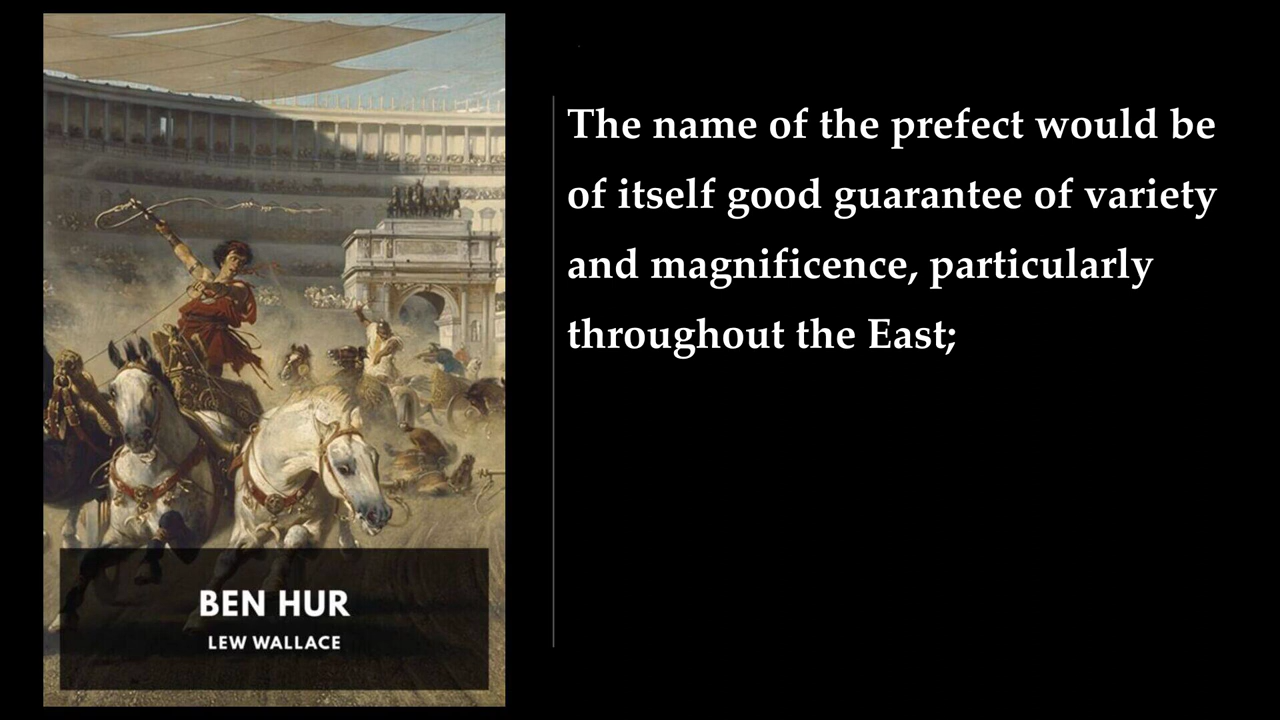 BEN HUR
LEW WALLACE
The name of the prefect would be
of itself good guarantee of variety
and magnificence, particularly
throughout the East;